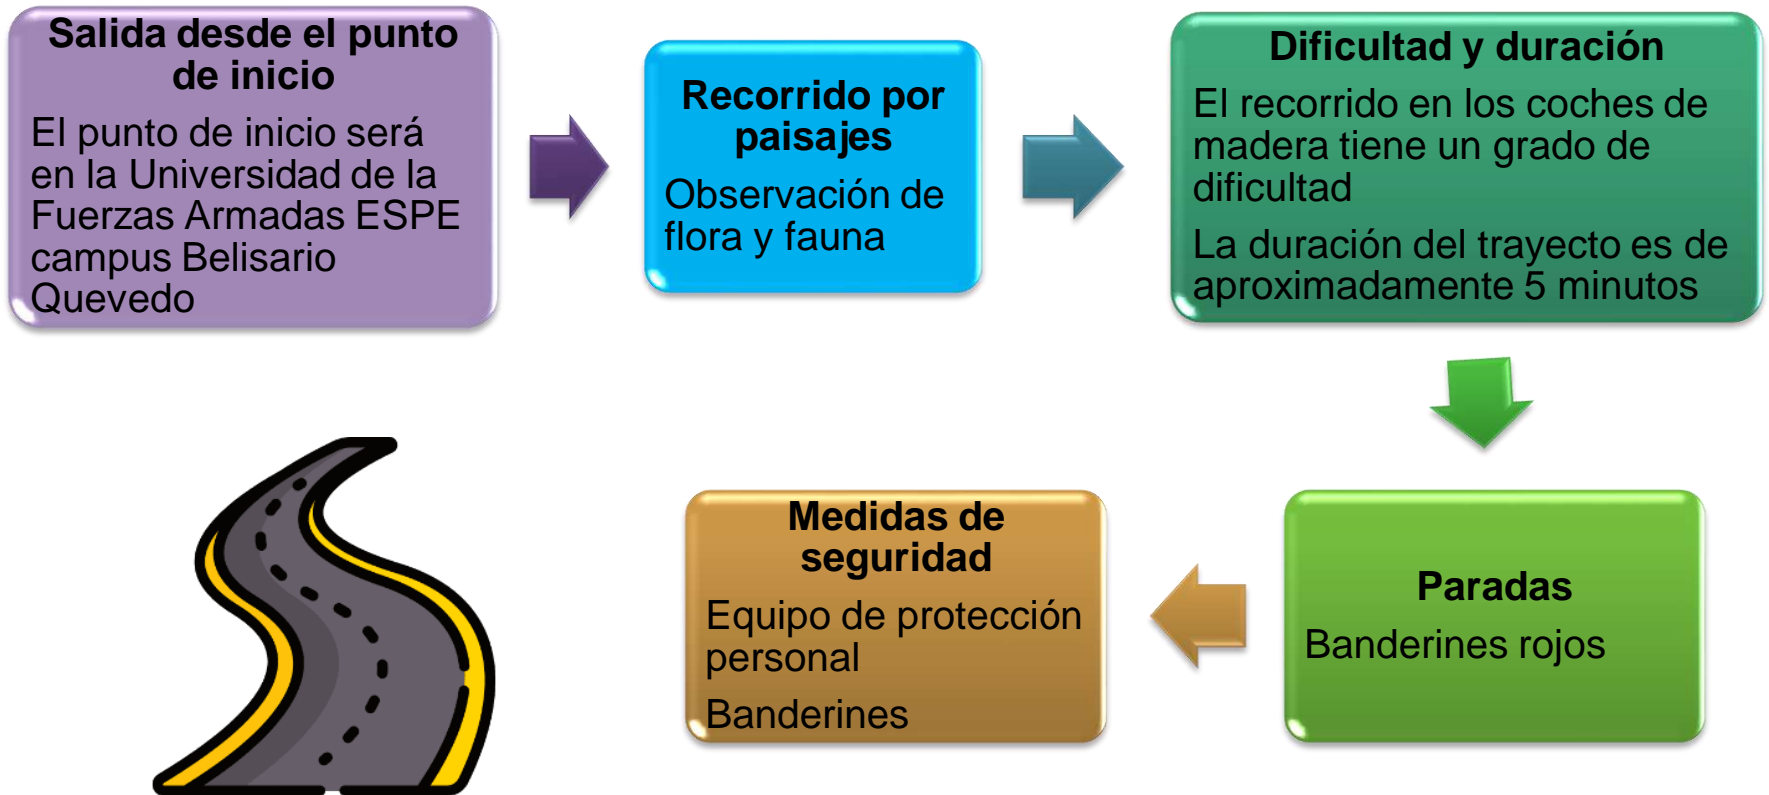 Salida desde el punto
de inicio
El punto de inicio será
en la Universidad de la
Fuerzas Armadas ESPE
campus Belisario
Quevedo
Recorrido por
paisajes
Observación de
flora y fauna
Dificultad y duración
El recorrido en los coches de
madera tiene un grado de
dificultad
La duración del trayecto es de
aproximadamente 5 minutos
Paradas
Banderines rojos
Medidas de
seguridad
Equipo de protección
personal
Banderines